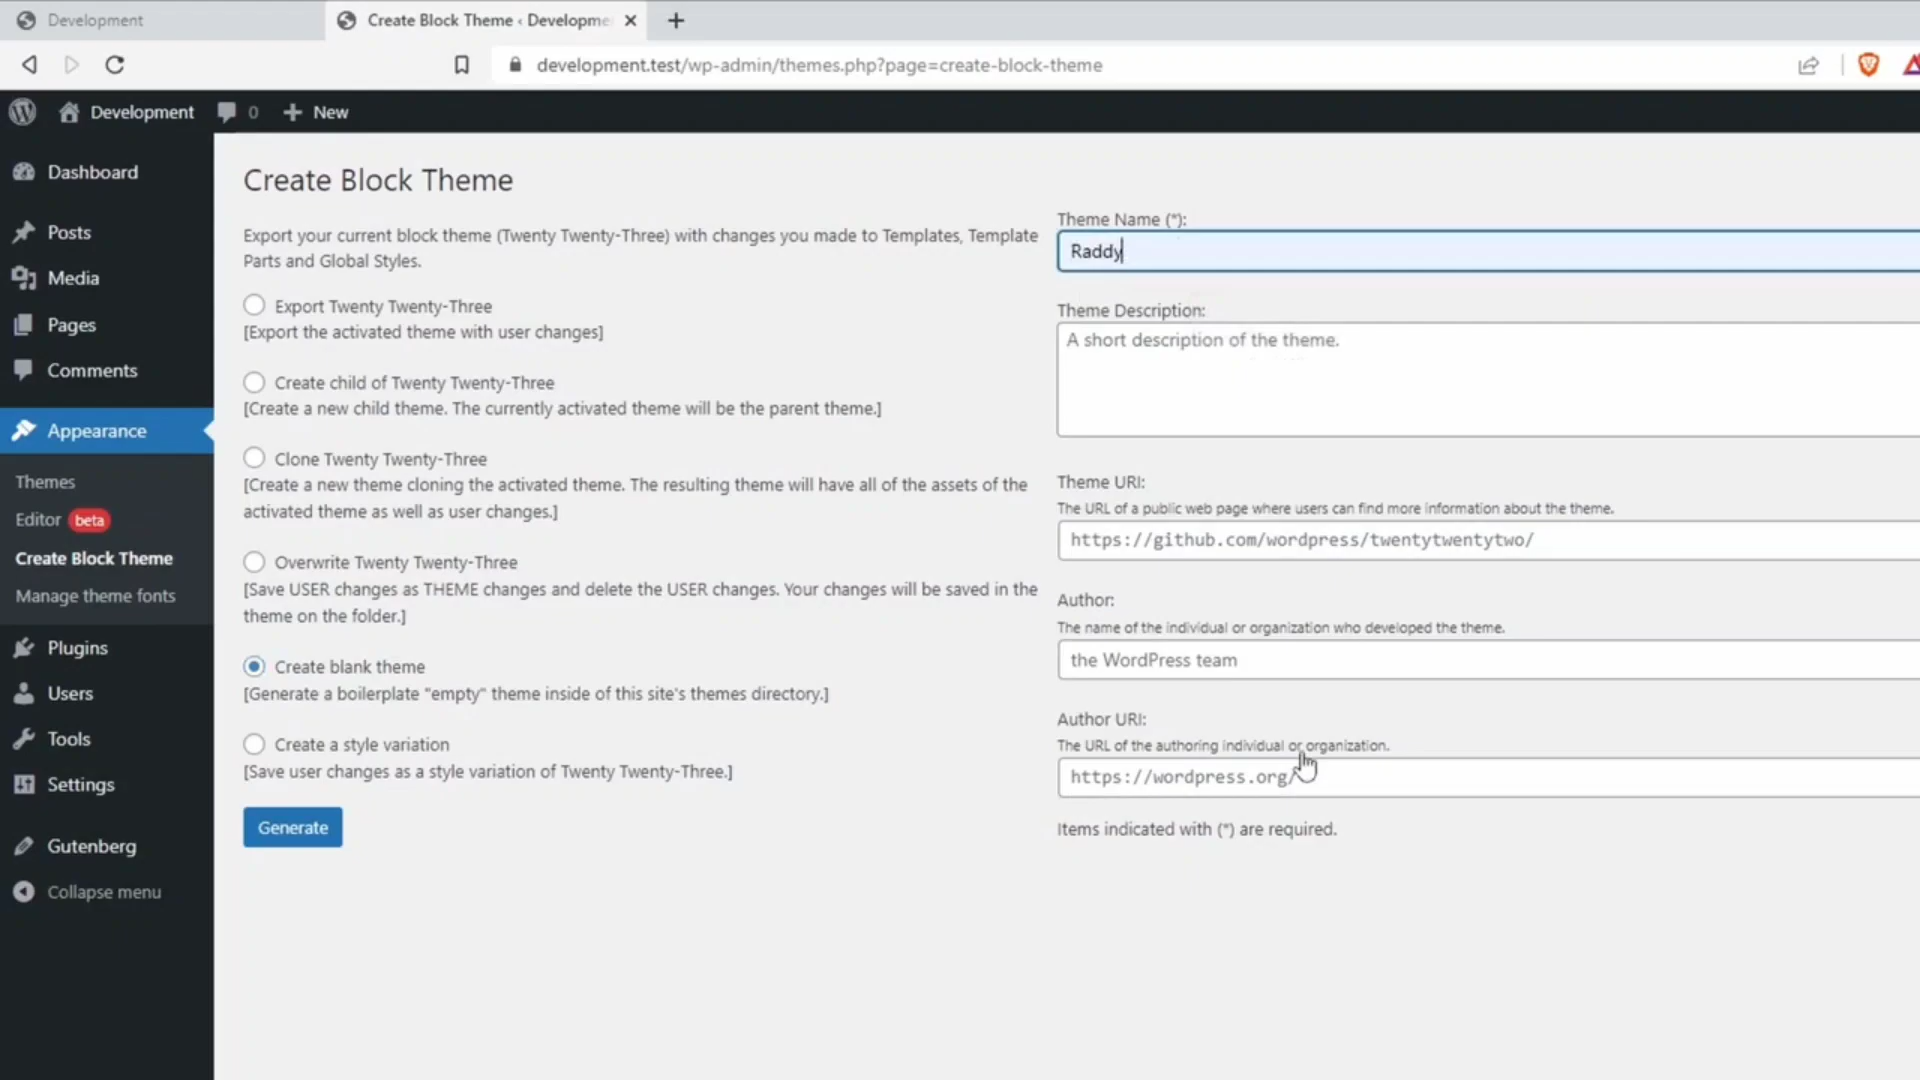 Development
Create Block Theme ‹ Developme
development.test/wp-admin/themes.php?page=create-block-theme
Development 0 New
Dashboard
Posts
Media
Pages
Comments
Appearance
Themes
Editor beta
Create Block Theme
Manage theme fonts
Plugins
Users
Tools
Settings
Gutenberg
Collapse menu
Create Block Theme
Export your current block theme (Twenty Twenty-Three) with changes you made to Templates, Template
Parts and Global Styles.
Export Twenty Twenty-Three
[Export the activated theme with user changes]
Create child of Twenty Twenty-Three
[Create a new child theme. The currently activated theme will be the parent theme.]
Clone Twenty Twenty-Three
[Create a new theme cloning the activated theme. The resulting theme will have all of the assets of the
activated theme as well as user changes.]
Overwrite Twenty Twenty-Three
[Save USER changes as THEME changes and delete the USER changes. Your changes will be saved in the
theme on the folder.]
Create blank theme
[Generate a boilerplate "empty" theme inside of this site's themes directory.]
Create a style variation
[Save user changes as a style variation of Twenty Twenty-Three.]
Generate
Theme Name (*):
Raddy
Theme Description:
A short description of the theme.
Theme URI:
The URL of a public web page where users can find more information about the theme.
https://github.com/wordpress/twentytwentytwo/
Author:
The name of the individual or organization who developed the theme.
the WordPress team
Author URI:
The URL of the authoring individual or organization.
https://wordpress.org/
Items indicated with (*) are required.